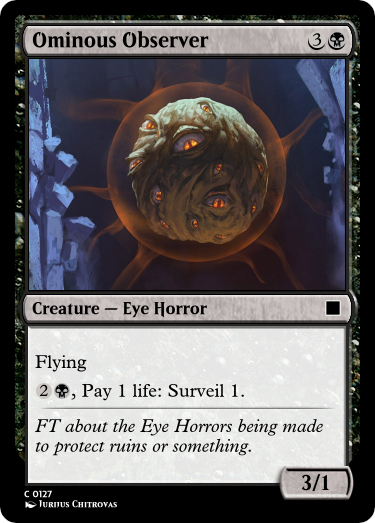 Ominous Observer 3
Creature — Eye Horror
Flying
2, Pay 1 life: Surveil 1.
FT about the Eye Horrors being made
to protect ruins or something.
3/1
C 0127
Jurijus Chitrovas